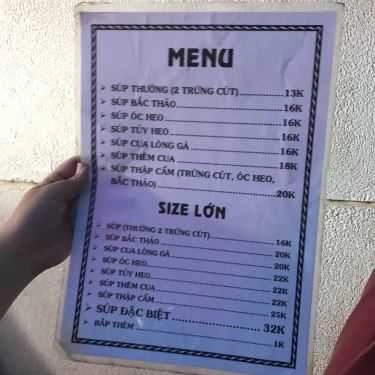 MENU
SÚP THƯỜNG (2 TRỨNG CÚT)..............13K
SÚP BẮC THẢO..............16K
SÚP ÓC HEO..............16K
SÚP TỦY HEO..............16K
SÚP CUA LÒNG GÀ..............16K
SÚP THÊM CUA..............18K
SÚP THẬP CẨM (TRỨNG CÚT, ÓC HEO,
BẮC THẢO)..............20K
SIZE LỚN
SÚP (THƯỜNG 2 TRỨNG CÚT)..............16K
SÚP BẮC THẢO..............20K
SÚP CUA LÒNG GÀ..............20K
SÚP ÓC HEO..............22K
SÚP TỦY HEO..............22K
SÚP THÊM CUA..............22K
SÚP THẬP CẨM..............25K
SÚP ĐẶC BIỆT..............32K
BẮP THÊM..............1K